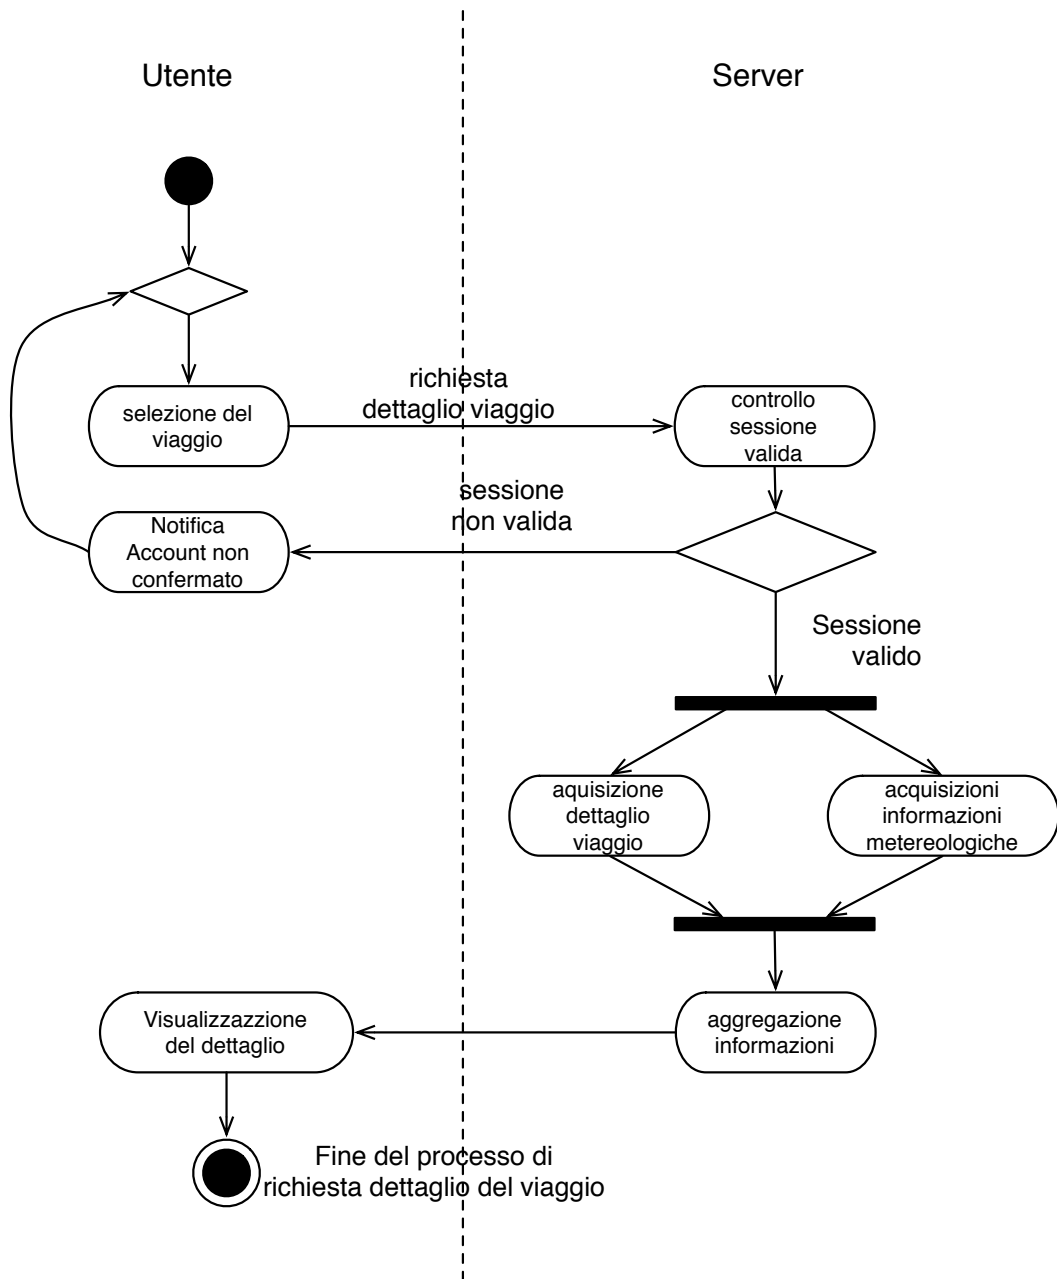 Utente
Server
richiesta
dettaglio viaggio
selezione del
viaggio
controllo
sessione
valida
sessione
non valida
Notifica
Account non
confermato
Sessione
valido
aquisizione
dettaglio
viaggio
acquisizioni
informazioni
metereologiche
Visualizzazzione
del dettaglio
aggregazione
informazioni
Fine del processo di
richiesta dettaglio del viaggio